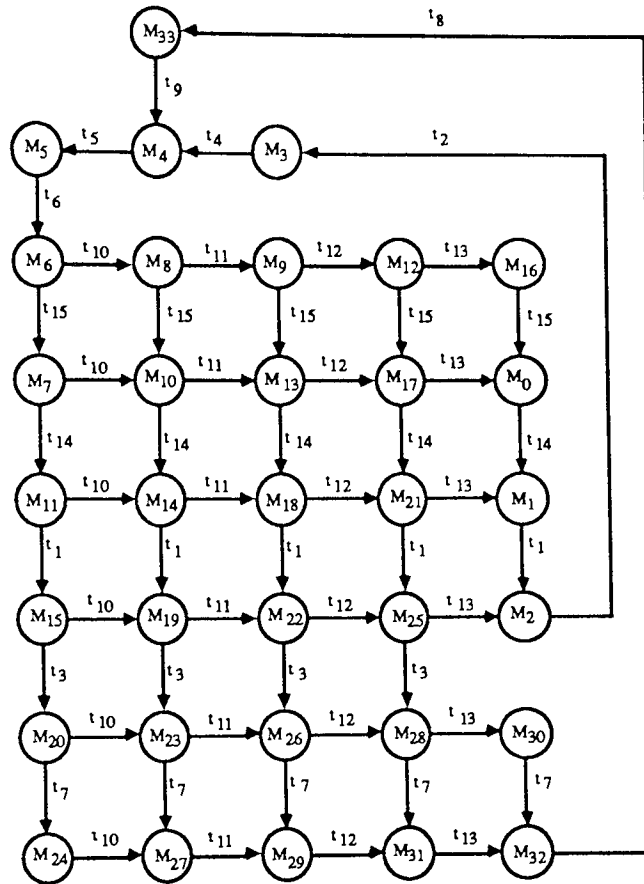 t8
M33
t9
t5 t4 t2
M5 M4 M3
t6
t10 t11 t12 t13
M6 M8 M9 M12 M16
t15 t15 t15 t15 t15
t10 t11 t12 t13
M7 M10 M13 M17 M0
t14 t14 t14 t14 t14
t10 t11 t12 t13
M11 M14 M18 M21 M1
t1 t1 t1 t1 t1
t10 t11 t12 t13
M15 M19 M22 M25 M2
t3 t3 t3 t3
t10 t11 t12 t13
M20 M23 M26 M28 M30
t7 t7 t7 t7 t7
t10 t11 t12 t13
M24 M27 M29 M31 M32